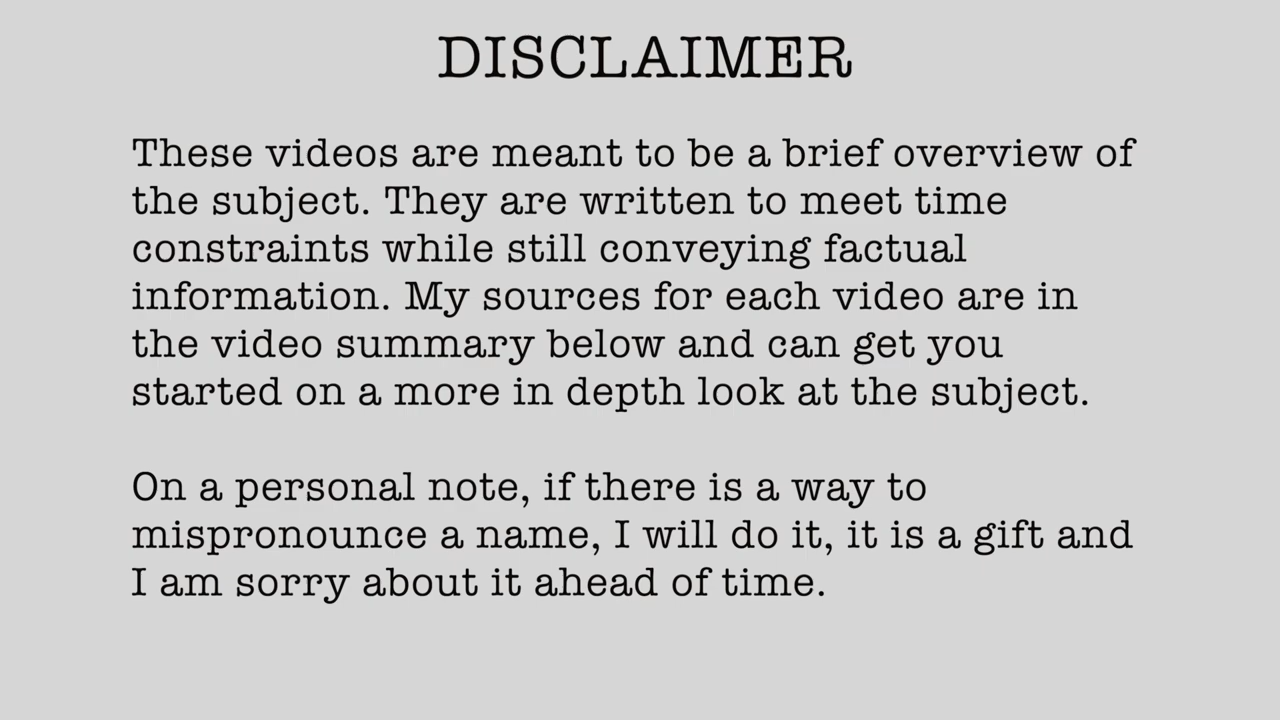 DISCLAIMER
These videos are meant to be a brief overview of
the subject. They are written to meet time
constraints while still conveying factual
information. My sources for each video are in
the video summary below and can get you
started on a more in depth look at the subject.
On a personal note, if there is a way to
mispronounce a name, I will do it, it is a gift and
I am sorry about it ahead of time.